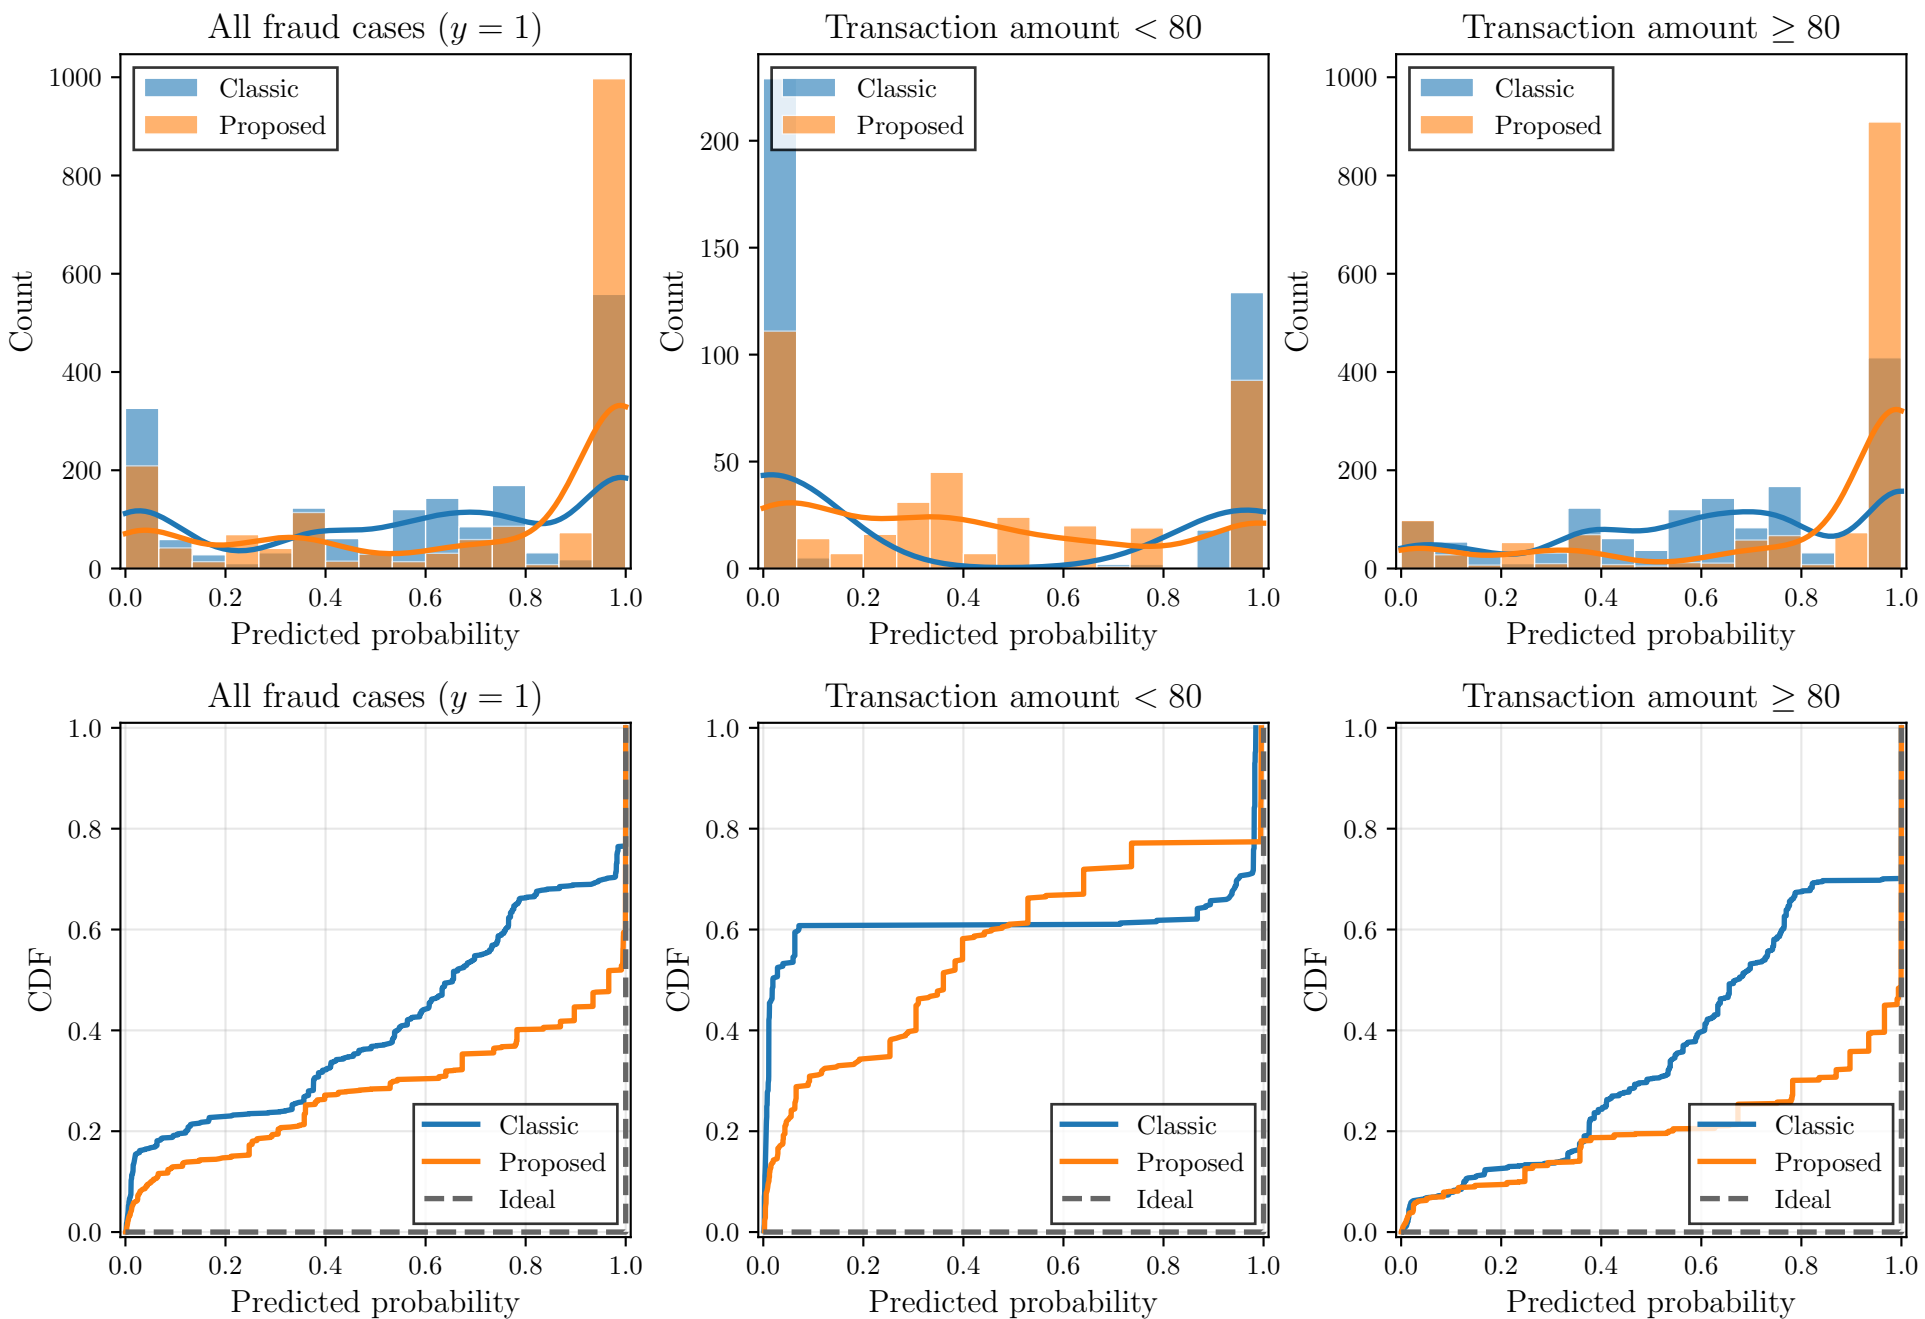 All fraud cases (y = 1)
Transaction amount < 80
Transaction amount ≥ 80
Classic
Proposed
Classic
Proposed
Classic
Proposed
1000
800
600
400
200
0
Count
200
150
100
50
0
Count
1000
800
600
400
200
0
Count
0.0 0.2 0.4 0.6 0.8 1.0
0.0 0.2 0.4 0.6 0.8 1.0
0.0 0.2 0.4 0.6 0.8 1.0
Predicted probability
Predicted probability
Predicted probability
All fraud cases (y = 1)
Transaction amount < 80
Transaction amount ≥ 80
1.0
0.8
0.6
0.4
0.2
0.0
CDF
1.0
0.8
0.6
0.4
0.2
0.0
CDF
1.0
0.8
0.6
0.4
0.2
0.0
CDF
Classic
Proposed
Ideal
Classic
Proposed
Ideal
Classic
Proposed
Ideal
0.0 0.2 0.4 0.6 0.8 1.0
0.0 0.2 0.4 0.6 0.8 1.0
0.0 0.2 0.4 0.6 0.8 1.0
Predicted probability
Predicted probability
Predicted probability